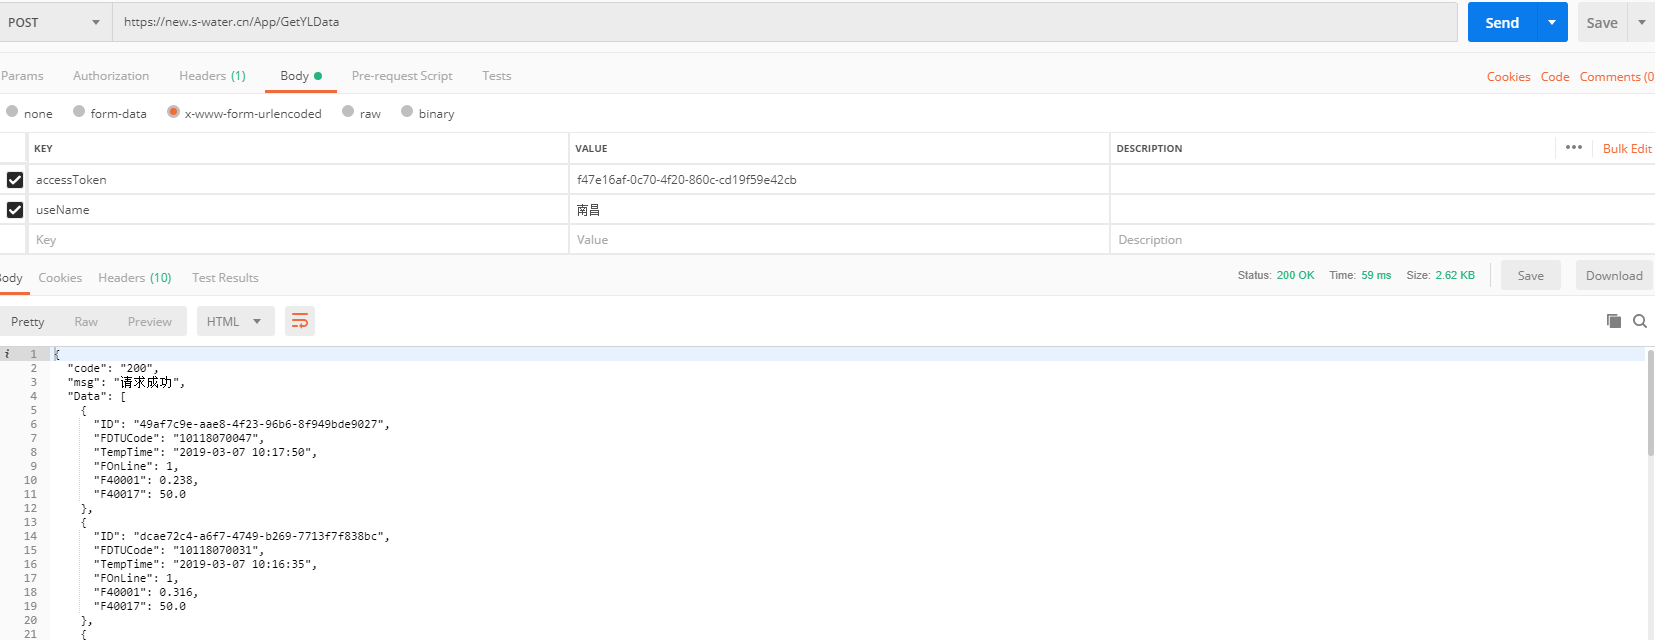 POST https://new.s-water.cn/App/GetYLData Send Save
Params Authorization Headers (1) Body Pre-request Script Tests Cookies Code Comments (0
none form-data x-www-form-urlencoded raw binary
KEY VALUE DESCRIPTION ••• Bulk Edit
accessToken f47e16af-0c70-4f20-860c-cd19f59e42cb
useName 南昌
Key Value Description
Body Cookies Headers (10) Test Results Status: 200 OK Time: 59 ms Size: 2.62 KB Save Download
Pretty Raw Preview HTML
i 1 {
2 "code": "200",
3 "msg": "请求成功",
4 "Data": [
5 {
6 "ID": "49af7c9e-aae8-4f23-96b6-8f949bde9027",
7 "FDTUCode": "10118070047",
8 "TempTime": "2019-03-07 10:17:50",
9 "FOnLine": 1,
10 "F40001": 0.238,
11 "F40017": 50.0
12 },
13 {
14 "ID": "dcae72c4-a6f7-4749-b269-7713f7f838bc",
15 "FDTUCode": "10118070031",
16 "TempTime": "2019-03-07 10:16:35",
17 "FOnLine": 1,
18 "F40001": 0.316,
19 "F40017": 50.0
20 },
21 {